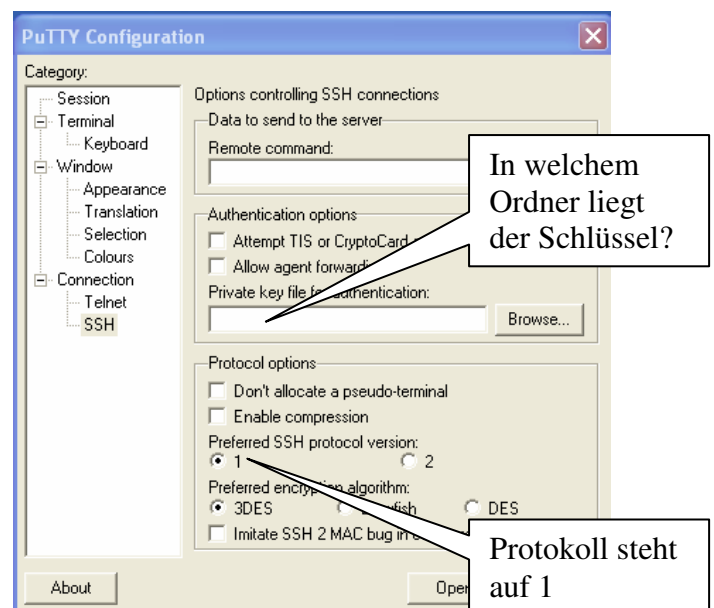 PuTTY Configuration
Category:
Session
Terminal
Keyboard
Window
Appearance
Translation
Selection
Colours
Connection
Telnet
SSH
Options controlling SSH connections
Data to send to the server
Remote command:
Authentication options
Attempt TIS or CryptoCard
Allow agent
Private key file for authentication:
Browse...
Protocol options
Don't allocate a pseudo-terminal
Enable compression
Preferred SSH protocol version:
1 2
Preferred encryption algorithm:
3DES DES
Imitate SSH 2 MAC bug in
About
In welchem
Ordner liegt
der Schlüssel?
Protokoll steht
auf 1